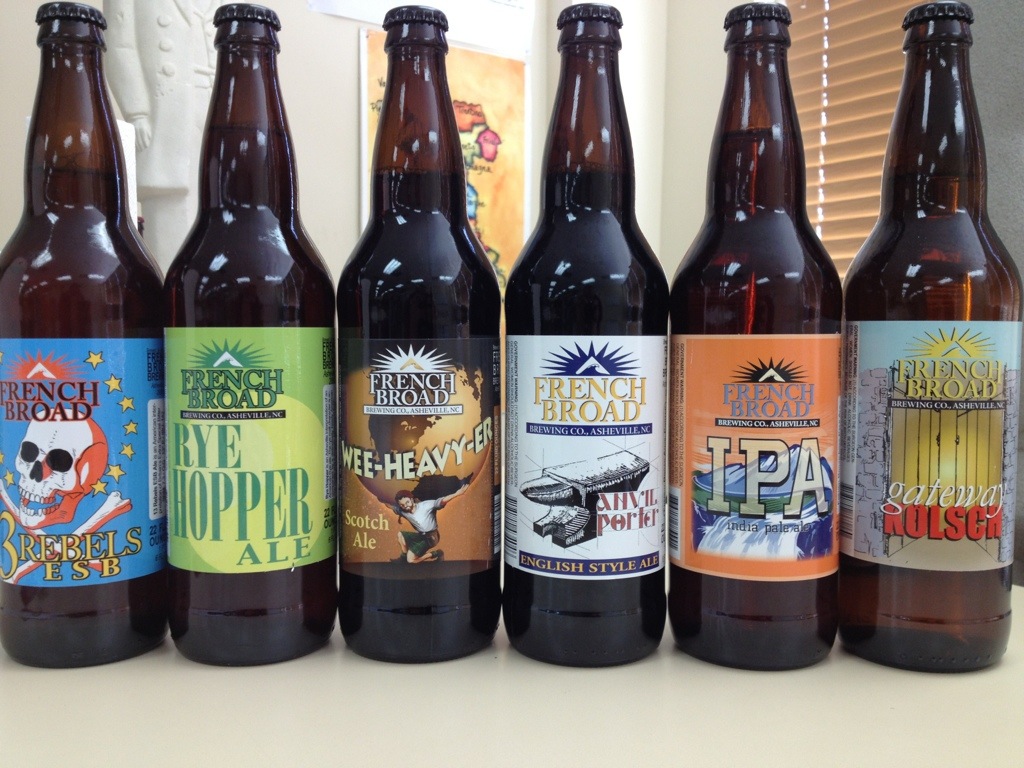 FRENCH
BROAD
3 REBELS
ESB
FRENCH
BROAD
BREWING CO., ASHEVILLE, NC
RYE
HOPPER
ALE
FRENCH
BROAD
BREWING CO., ASHEVILLE, NC
WEE-HEAVY-ER
Scotch
Ale
FRENCH
BROAD
BREWING CO., ASHEVILLE, NC
ANVIL
PORTER
ENGLISH STYLE ALE
FRENCH
BROAD
BREWING CO., ASHEVILLE, NC
IPA
india pale ale
FRENCH
BROAD
BREWING CO., ASHEVILLE, NC
gateway
KOLSCH